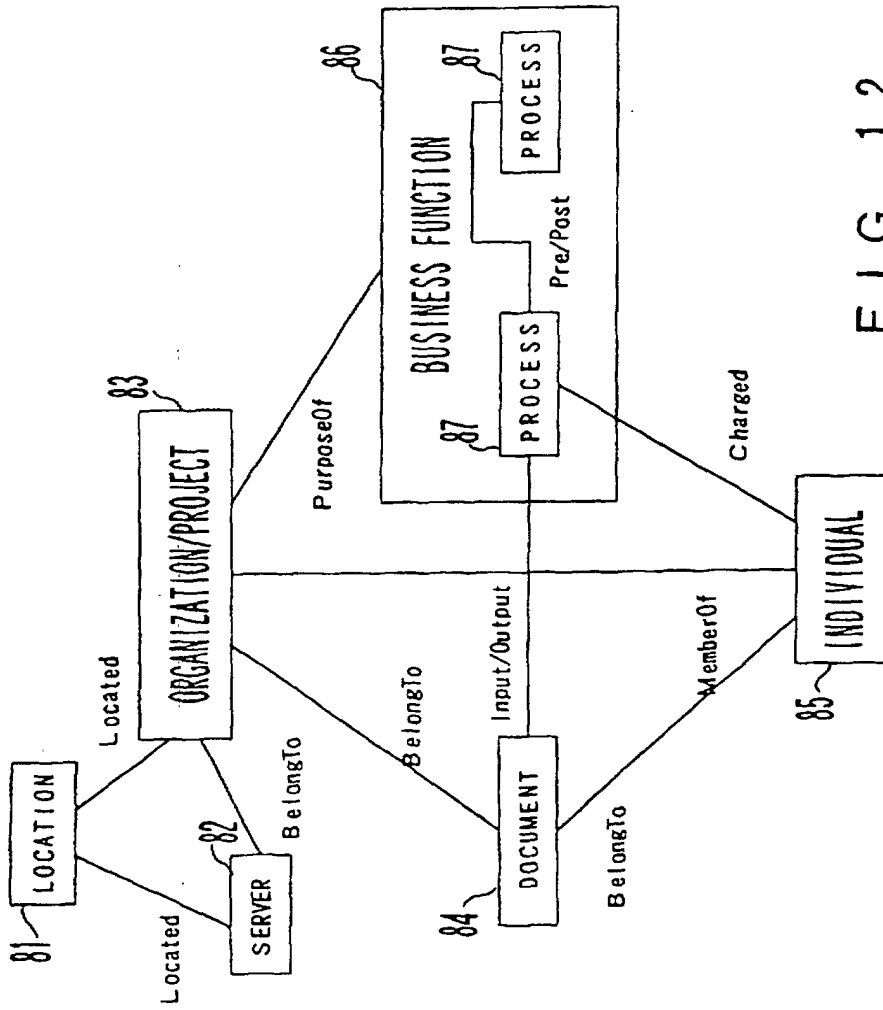 81
LOCATION
Located
Located
83
ORGANIZATION/PROJECT
82
SERVER
BelongTo
PurposeOf
86
BUSINESS FUNCTION
87
PROCESS
Pre/Post
87
PROCESS
BelongTo
Input/Output
84
DOCUMENT
BelongTo
MemberOf
Charged
85
INDIVIDUAL
FIG. 12